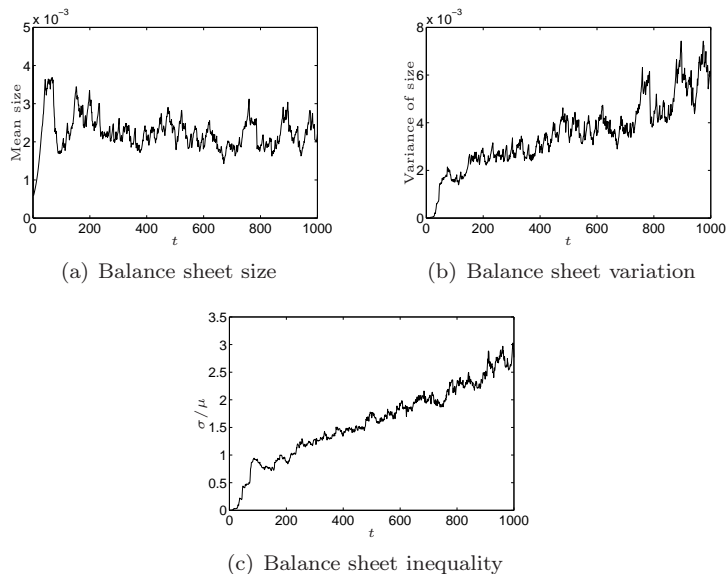 x 10⁻³
5
4
3
2
1
0
Mean size
0 200 400 600 800 1000
t
(a) Balance sheet size
x 10⁻³
8
6
4
2
0
Variance of size
0 200 400 600 800 1000
t
(b) Balance sheet variation
3.5
3
2.5
2
1.5
1
0.5
0
σ/μ
0 200 400 600 800 1000
t
(c) Balance sheet inequality